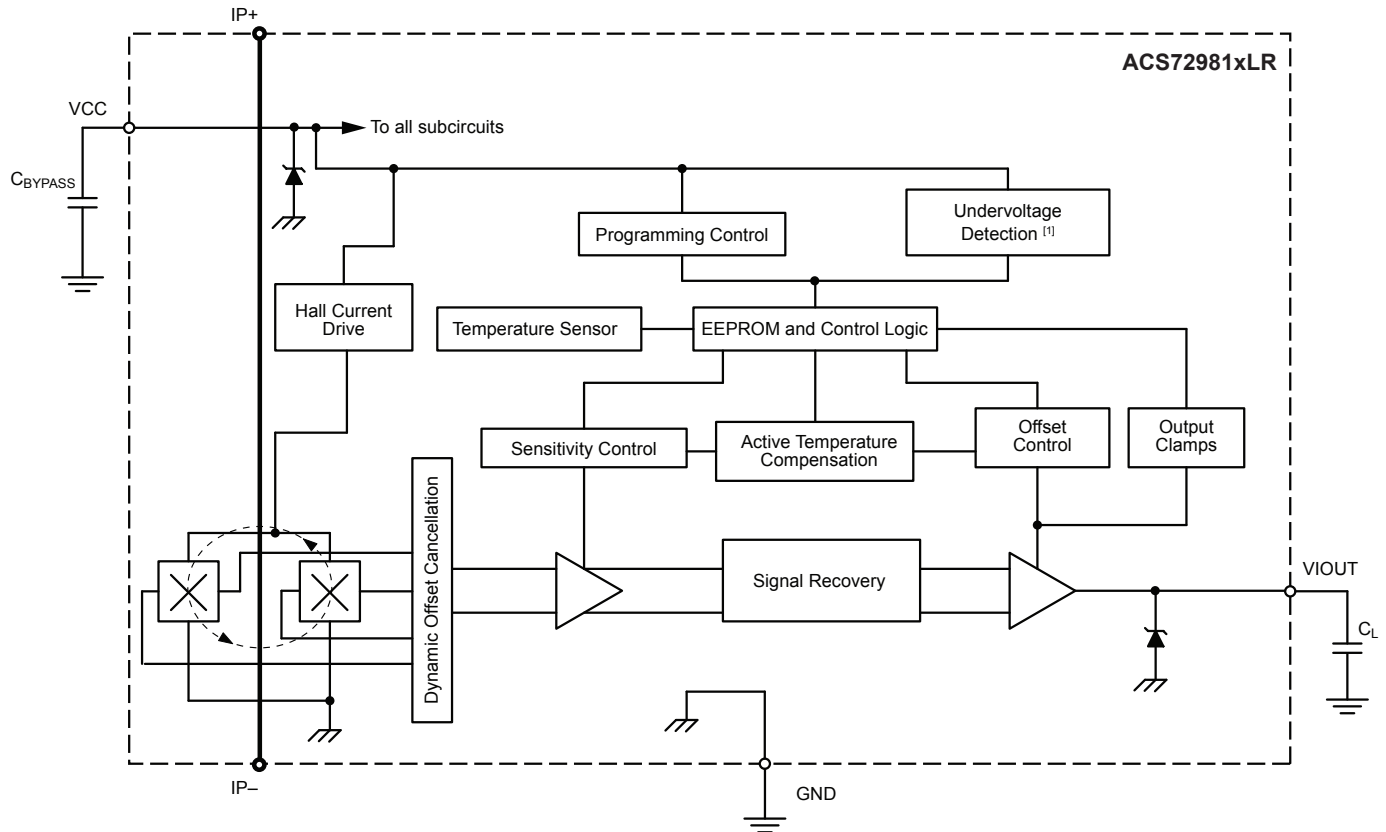 IP+
ACS72981xLR
VCC
To all subcircuits
CBYPASS
Programming Control
Undervoltage
Detection [1]
Hall Current
Drive
Temperature Sensor
EEPROM and Control Logic
Sensitivity Control
Active Temperature
Compensation
Offset
Control
Output
Clamps
Dynamic Offset Cancellation
Signal Recovery
VIOUT
CL
IP–
GND